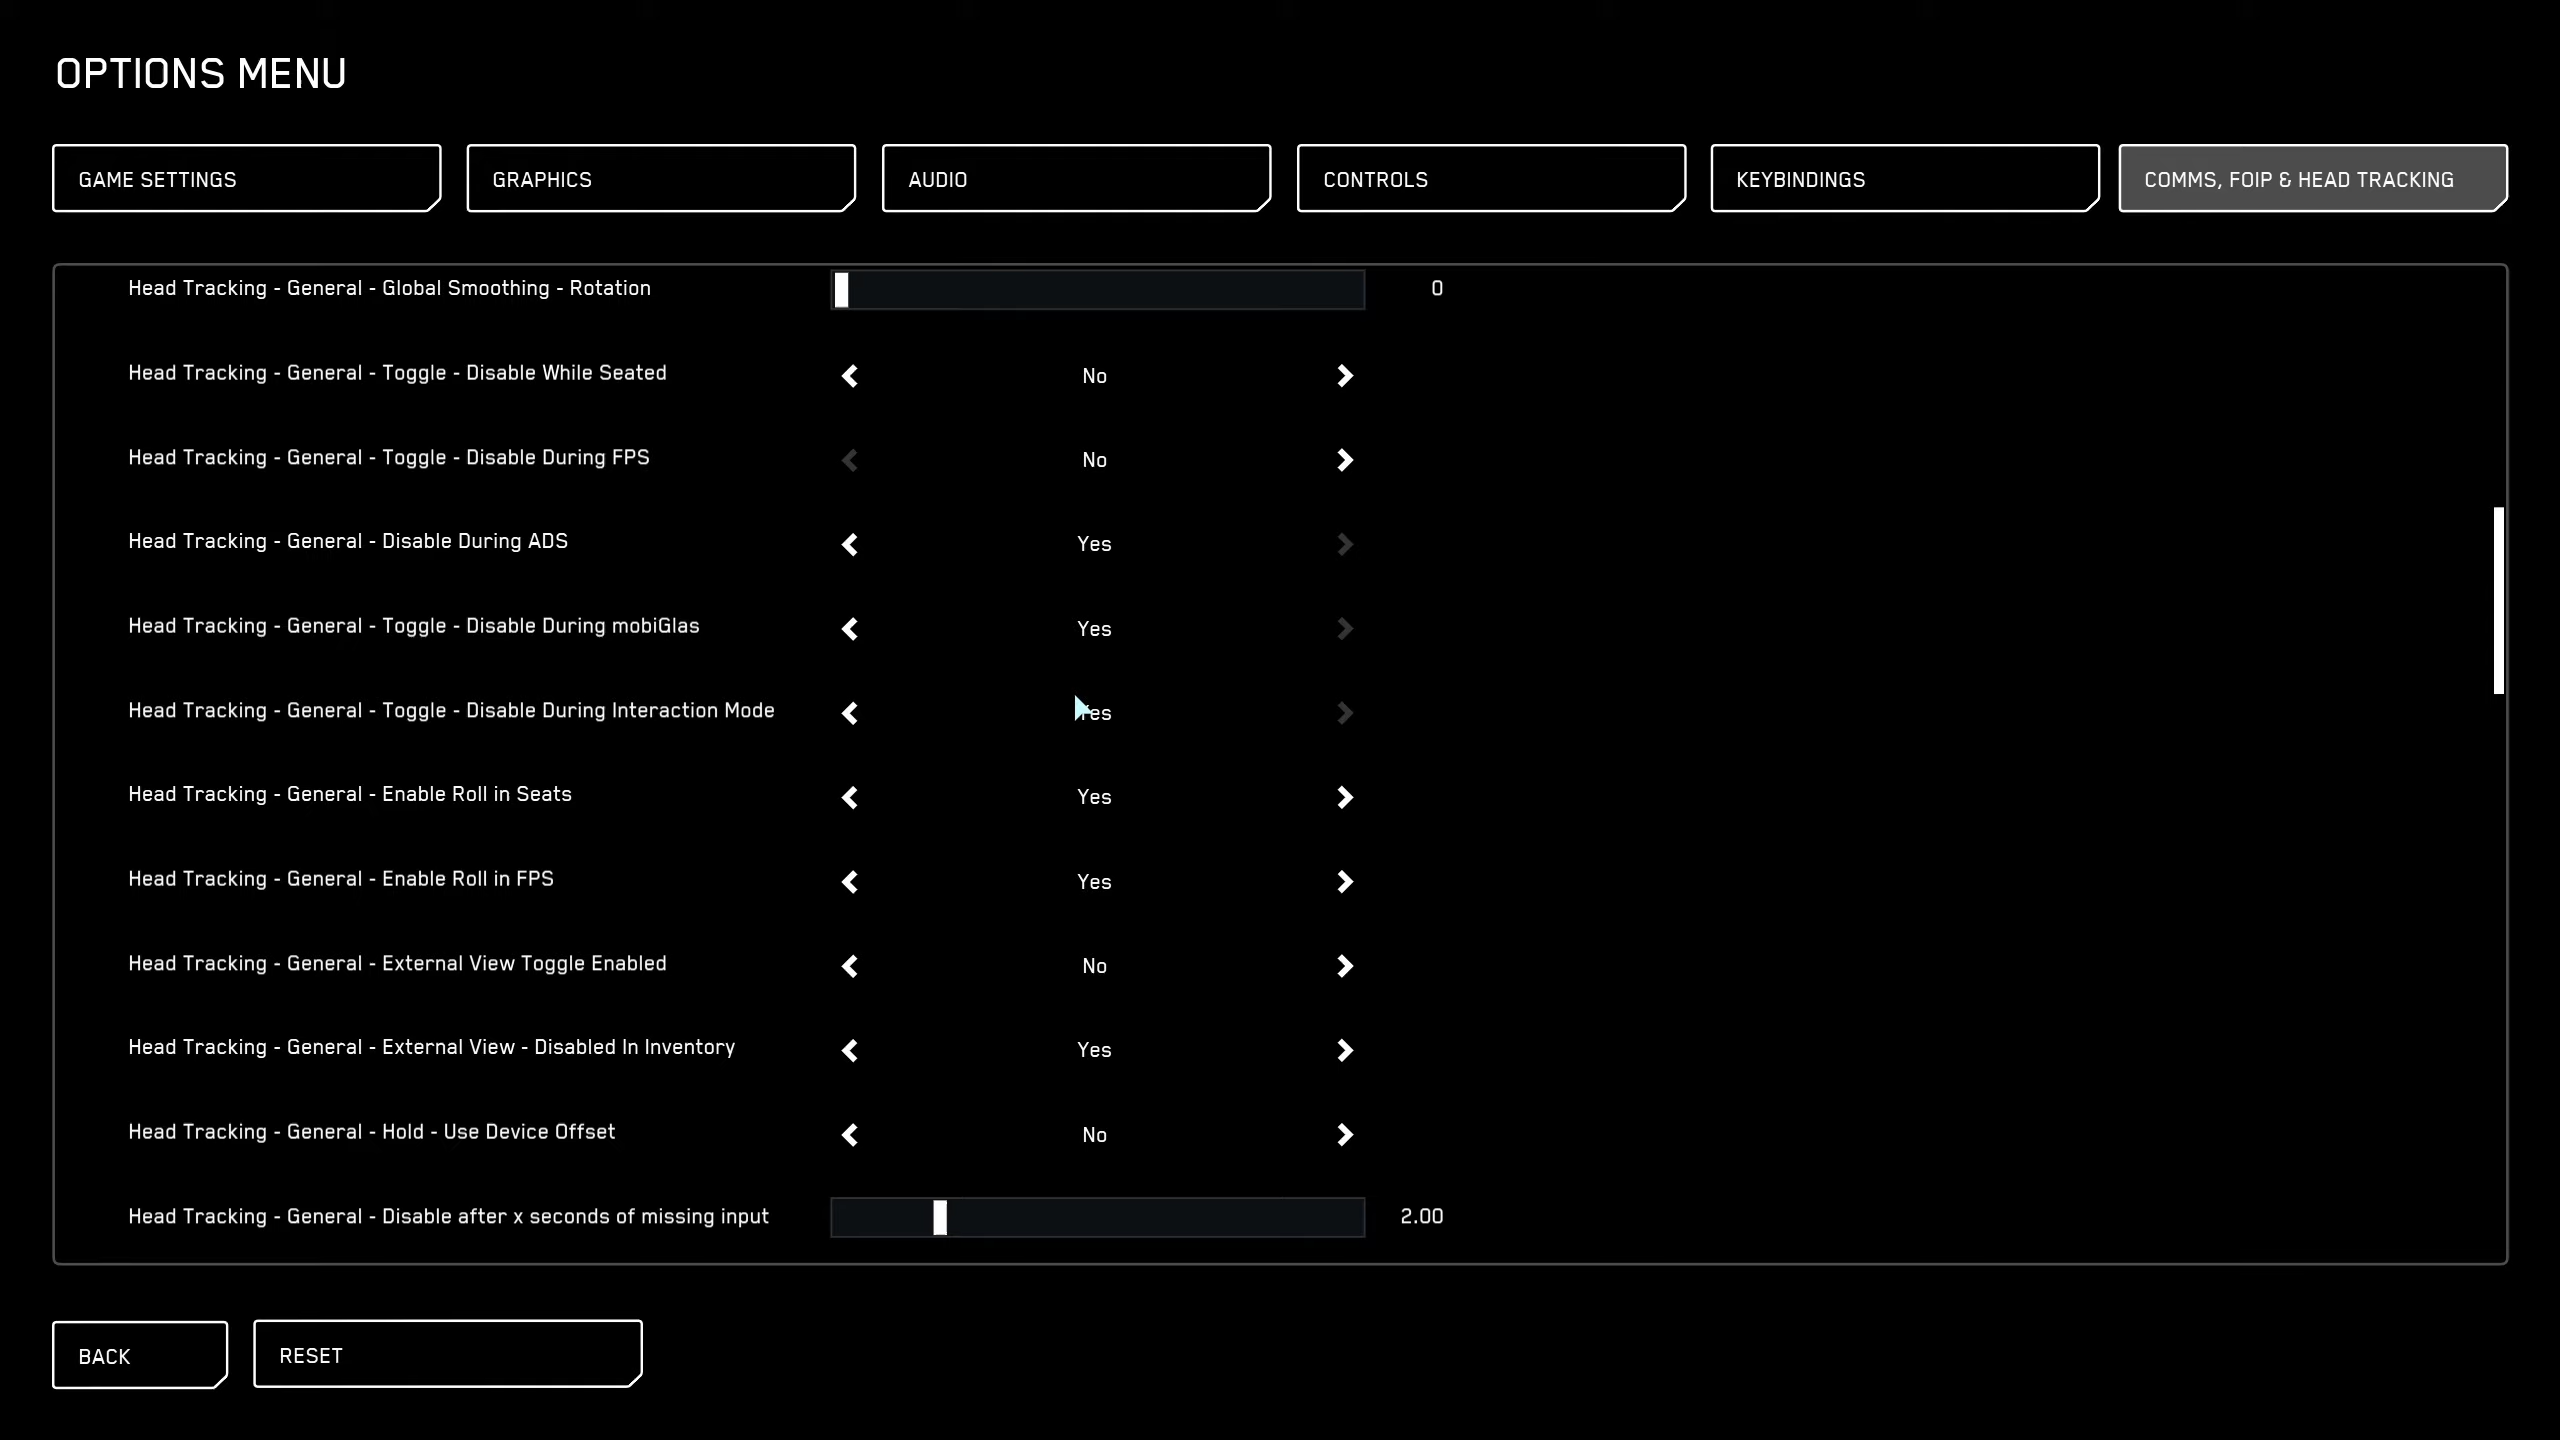 OPTIONS MENU
GAME SETTINGS GRAPHICS AUDIO CONTROLS KEYBINDINGS COMMS, FOIP & HEAD TRACKING
Head Tracking - General - Global Smoothing - Rotation 0
Head Tracking - General - Toggle - Disable While Seated No
Head Tracking - General - Toggle - Disable During FPS No
Head Tracking - General - Disable During ADS Yes
Head Tracking - General - Toggle - Disable During mobiGlas Yes
Head Tracking - General - Toggle - Disable During Interaction Mode Yes
Head Tracking - General - Enable Roll in Seats Yes
Head Tracking - General - Enable Roll in FPS Yes
Head Tracking - General - External View Toggle Enabled No
Head Tracking - General - External View - Disabled In Inventory Yes
Head Tracking - General - Hold - Use Device Offset No
Head Tracking - General - Disable after x seconds of missing input 2.00
BACK RESET